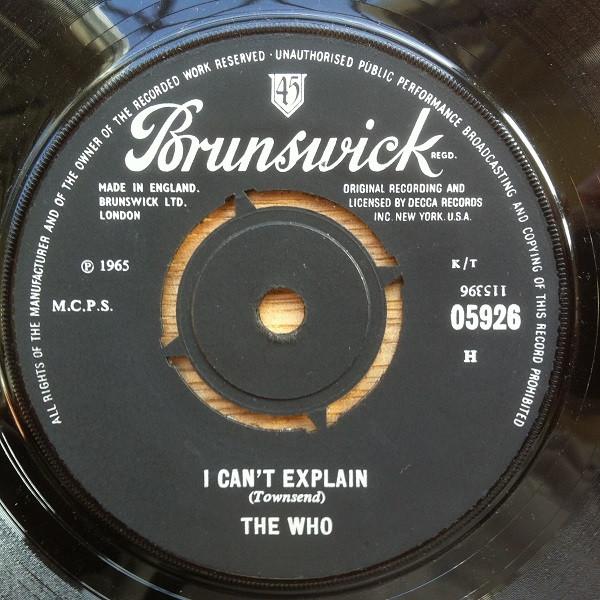 ALL RIGHTS OF THE MANUFACTURER AND OF THE OWNER OF THE RECORDED WORK RESERVED · UNAUTHORISED PUBLIC PERFORMANCE BROADCASTING AND COPYING OF THIS RECORD PROHIBITED
45
Brunswick REGD.
MADE IN ENGLAND.
BRUNSWICK LTD.
LONDON
ORIGINAL RECORDING AND
LICENSED BY DECCA RECORDS
INC. NEW YORK. U.S.A.
℗ 1965
K/T
M.C.P.S.
115396
05926
H
I CAN'T EXPLAIN
(Townsend)
THE WHO